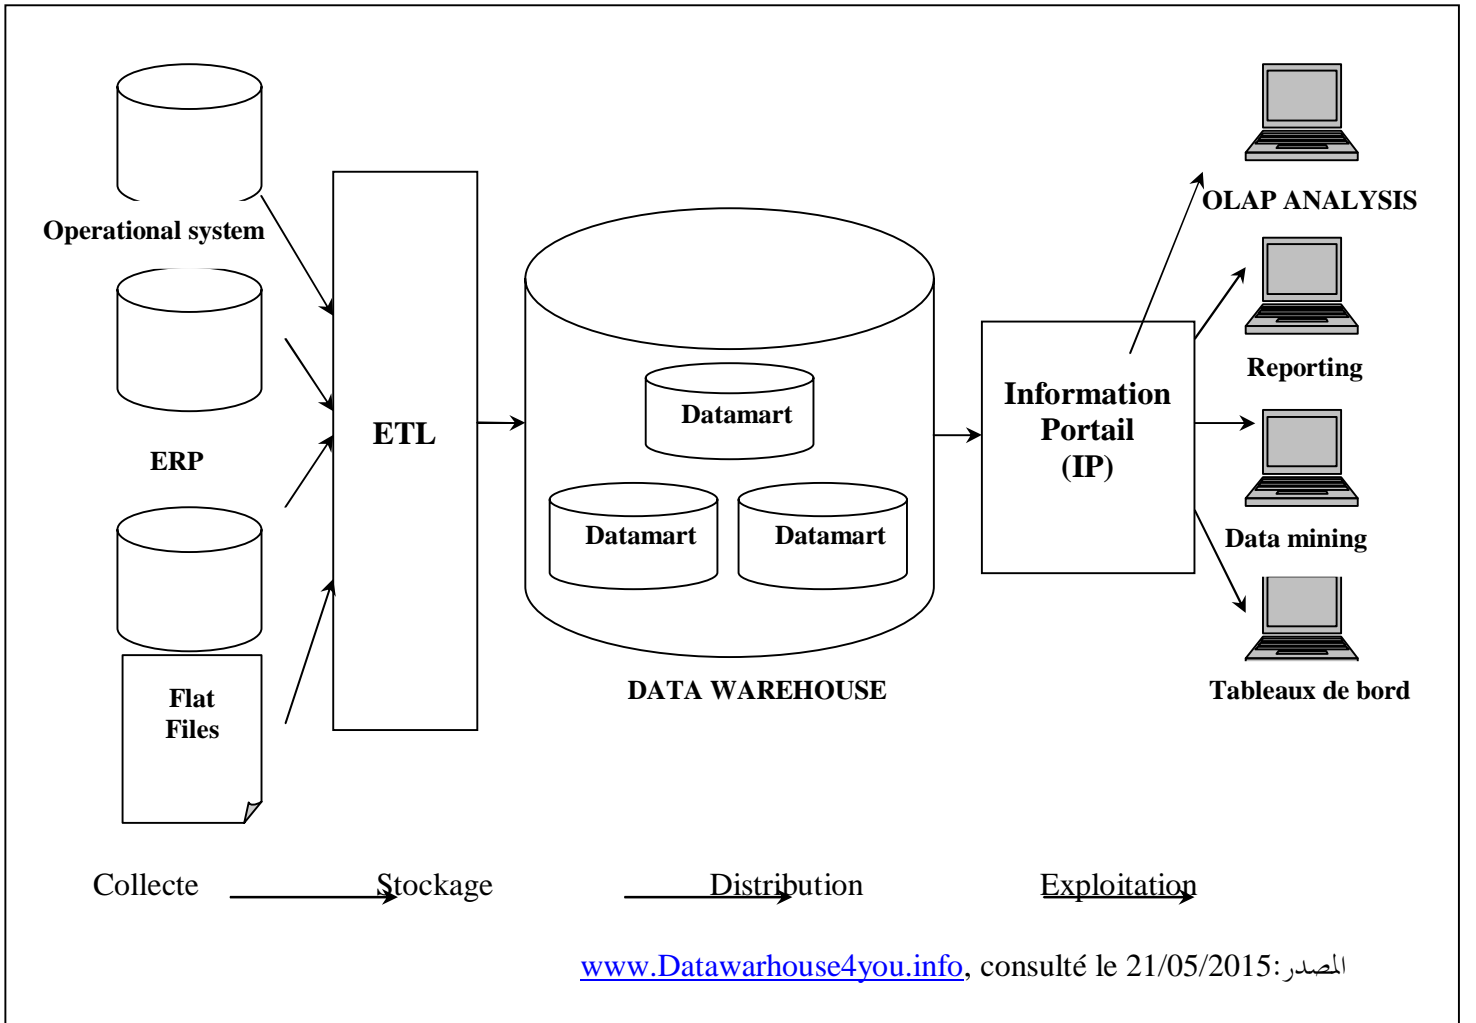 Operational system
ERP
Flat
Files
ETL
Datamart
Datamart
Datamart
DATA WAREHOUSE
Information
Portail
(IP)
OLAP ANALYSIS
Reporting
Data mining
Tableaux de bord
Collecte Stockage Distribution Exploitation
www.Datawarhouse4you.info, consulté le 21/05/2015:المصدر